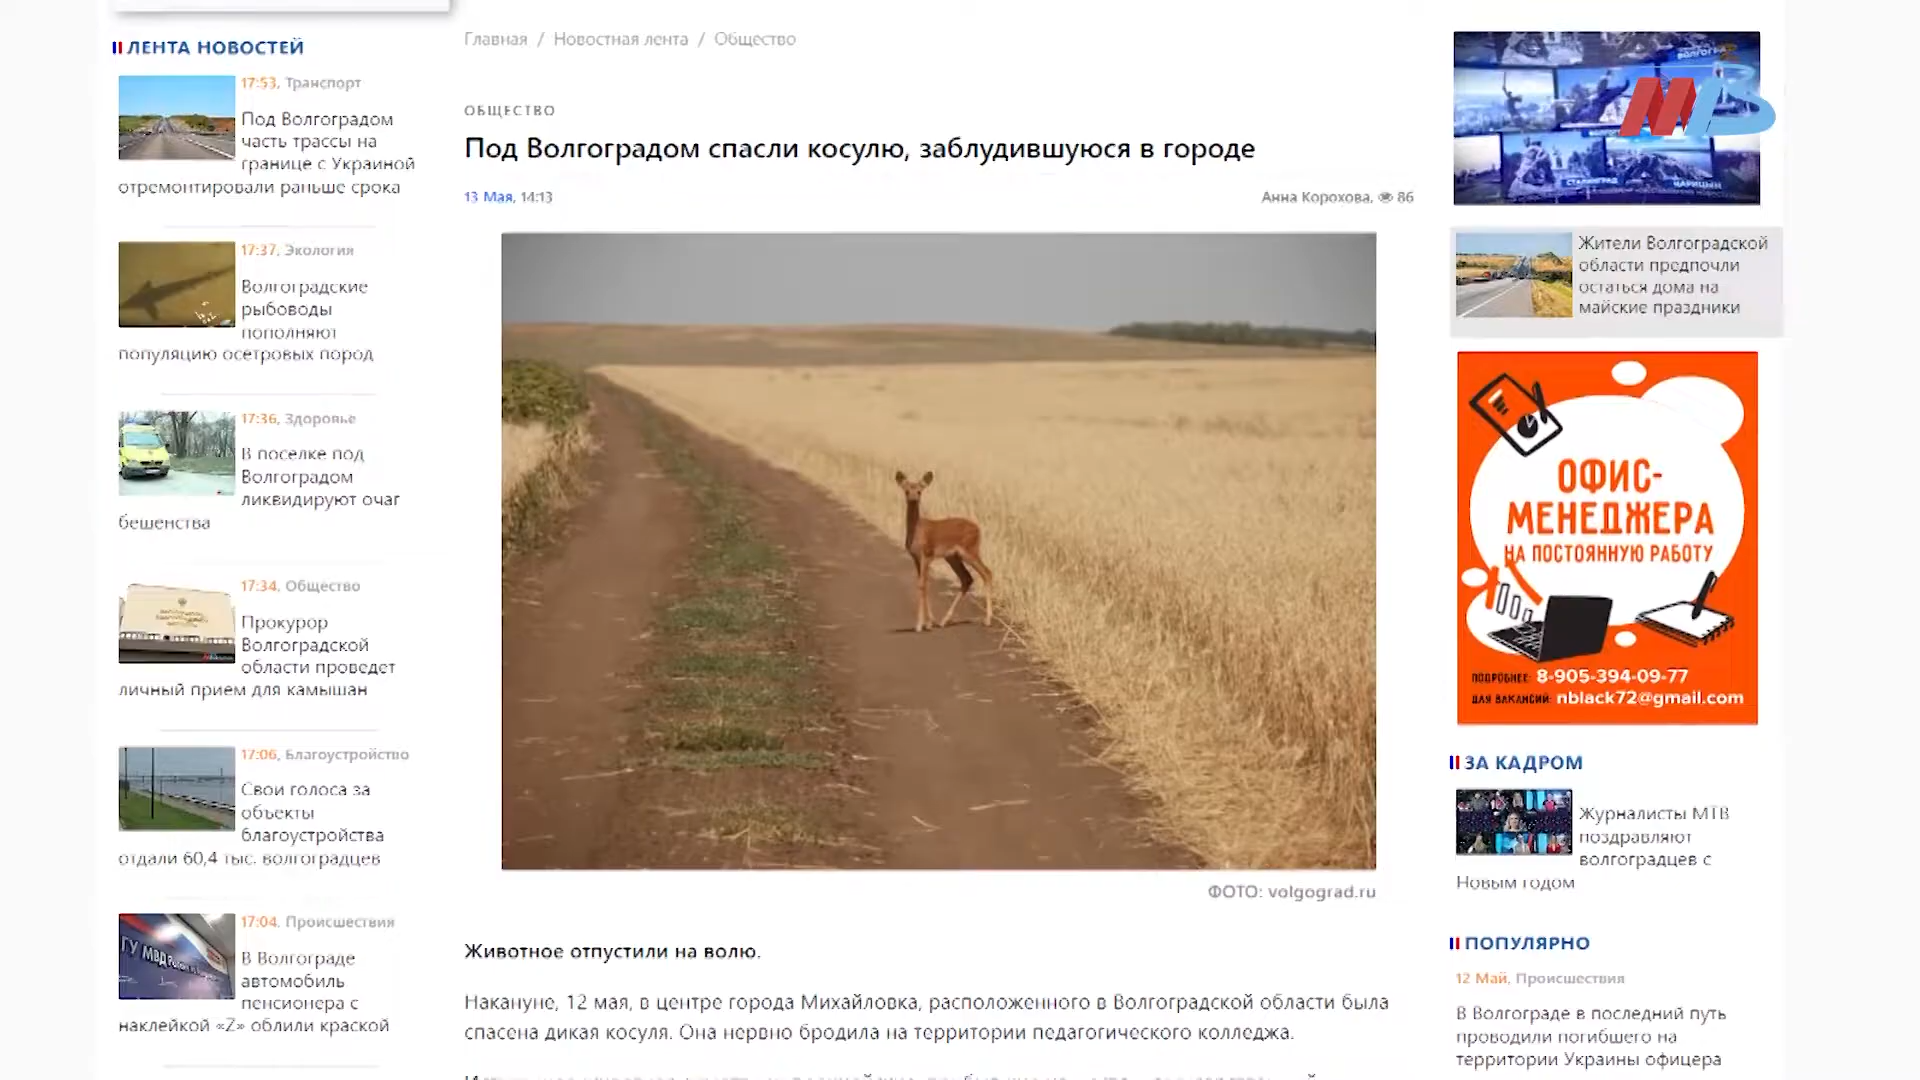 ЛЕНТА НОВОСТЕЙ
17:53, Транспорт
Под Волгоградом
часть трассы на
границе с Украиной
отремонтировали раньше срока
17:37, Экология
Волгоградские
рыбоводы
пополняют
популяцию осетровых пород
17:36, Здоровье
В поселке под
Волгоградом
ликвидируют очаг
бешенства
17:34, Общество
Прокурор
Волгоградской
области проведет
личный прием для камышан
17:06, Благоустройство
Свои голоса за
объекты
благоустройства
отдали 60,4 тыс. волгоградцев
17:04, Происшествия
ГУ МВД России
В Волгограде
автомобиль
пенсионера с
наклейкой «Z» облили краской
Главная / Новостная лента / Общество
ОБЩЕСТВО
Под Волгоградом спасли косулю, заблудившуюся в городе
13 Мая, 14:13
Анна Корохова, 86
ФОТО: volgograd.ru
Животное отпустили на волю.
Накануне, 12 мая, в центре города Михайловка, расположенного в Волгоградской области была
спасена дикая косуля. Она нервно бродила на территории педагогического колледжа.
ВОЛГОГРАД
МВ
СТАЛИНГРАД
ЦАРИЦЫН
Жители Волгоградской
области предпочли
остаться дома на
майские праздники
ОФИС-
МЕНЕДЖЕРА
НА ПОСТОЯННУЮ РАБОТУ
ПОДРОБНЕЕ: 8-905-394-09-77
ДЛЯ ВАКАНСИЙ: nblack72@gmail.com
ЗА КАДРОМ
Журналисты МТВ
поздравляют
волгоградцев с
Новым годом
ПОПУЛЯРНО
12 Май, Происшествия
В Волгограде в последний путь
проводили погибшего на
территории Украины офицера